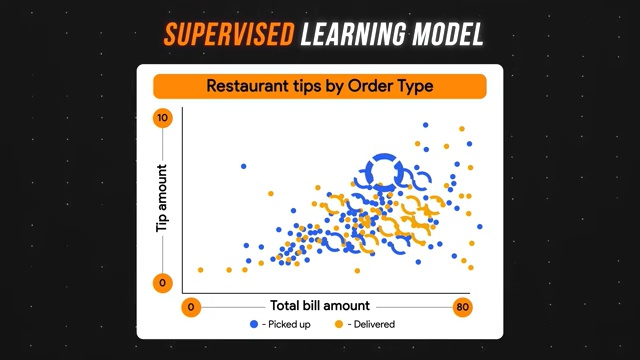 SUPERVISED LEARNING MODEL
Restaurant tips by Order Type
10
Tip amount
0
0
Total bill amount
80
- Picked up
- Delivered